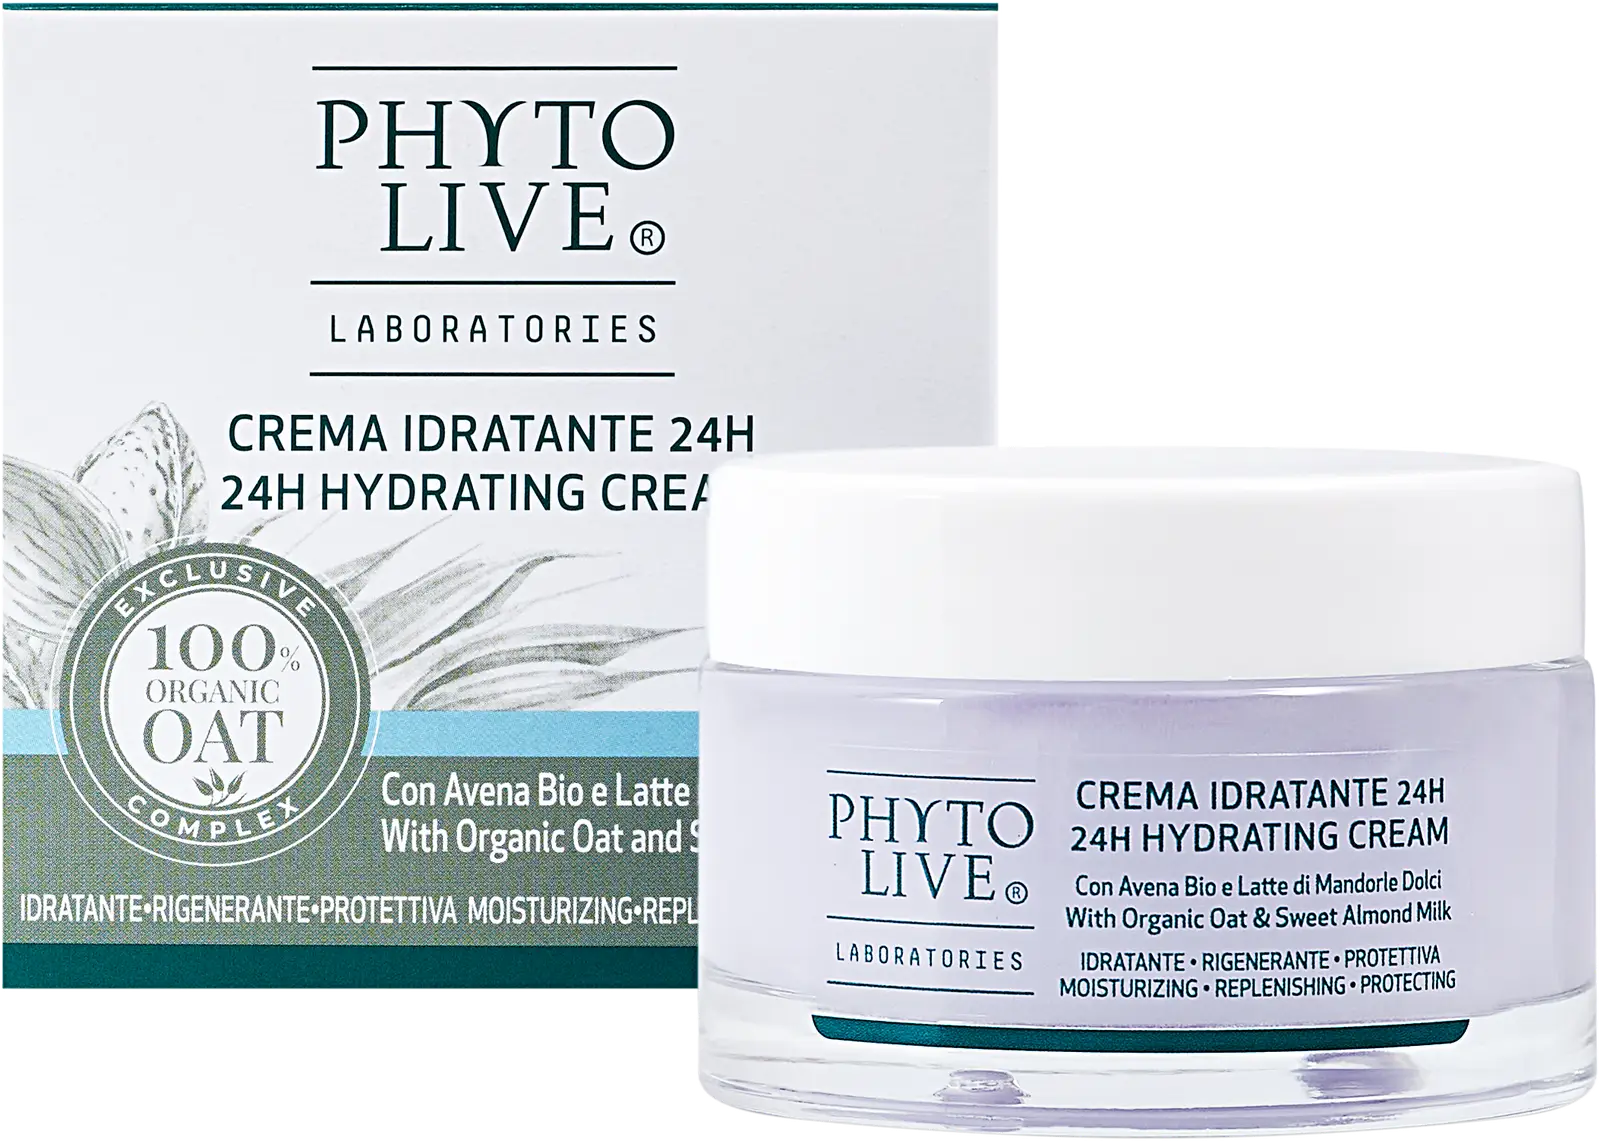 PHYTO
LIVE®
LABORATORIES
CREMA IDRATANTE 24H
24H HYDRATING
EXCLUSIVE
100%
ORGANIC
OAT
COMPLEX
Con Avena Bio e Latte
With Organic Oat and
IDRATANTE•RIGENERANTE•PROTETTIVA MOISTURIZING•
PHYTO
LIVE®
LABORATORIES
CREMA IDRATANTE 24H
24H HYDRATING CREAM
Con Avena Bio e Latte di Mandorle Dolci
With Organic Oat & Sweet Almond Milk
IDRATANTE • RIGENERANTE • PROTETTIVA
MOISTURIZING • REPLENISHING • PROTECTING